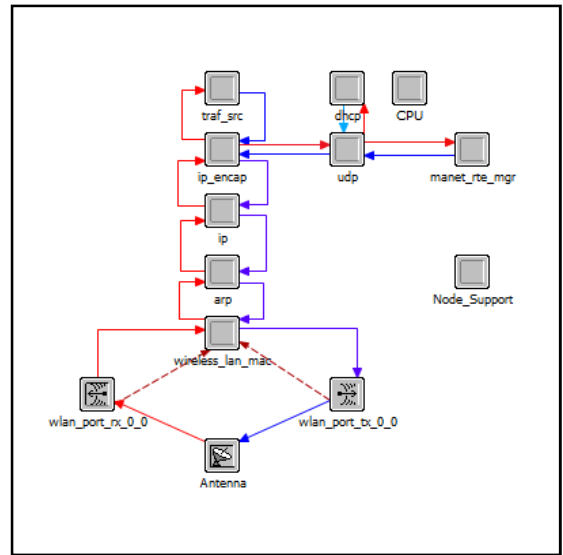 traf_src
dhcp
CPU
ip_encap
udp
manet_rte_mgr
ip
arp
Node_Support
wireless_lan_mac
wlan_port_rx_0_0
wlan_port_tx_0_0
Antenna